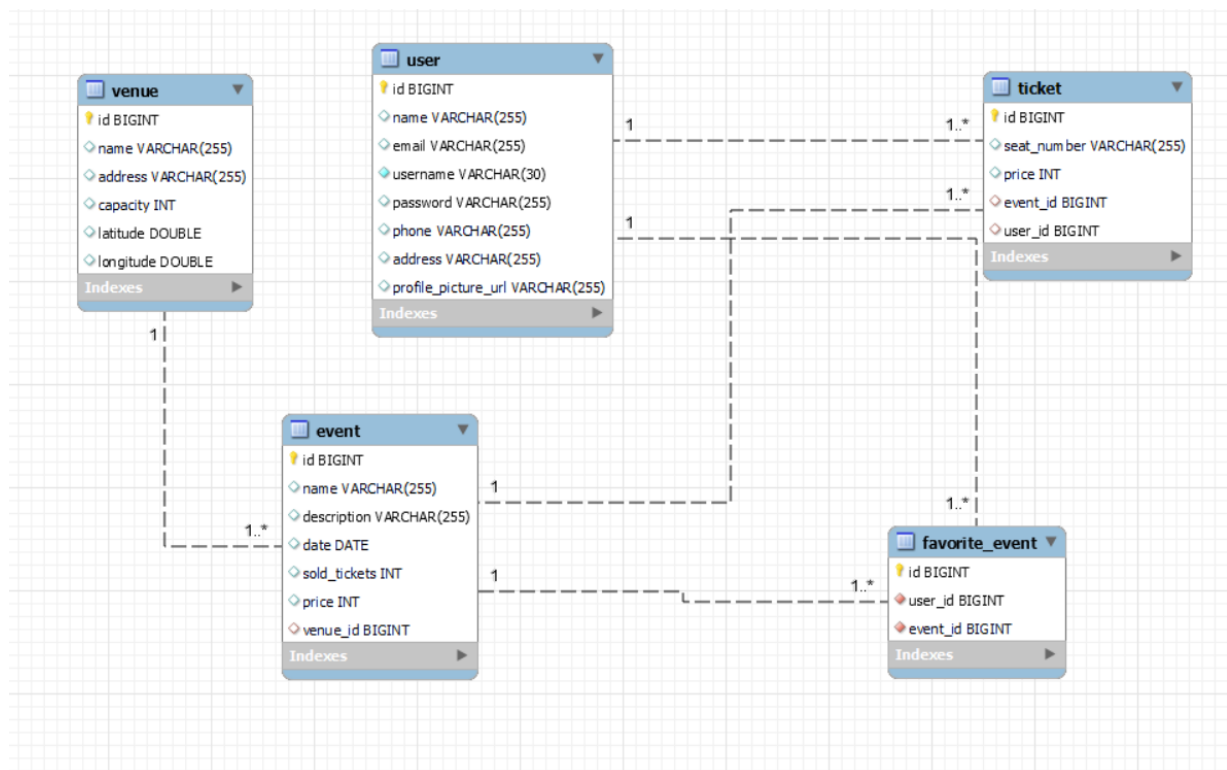 venue
id BIGINT
name VARCHAR(255)
address VARCHAR(255)
capacity INT
latitude DOUBLE
longitude DOUBLE
Indexes
1
user
id BIGINT
name VARCHAR(255)
email VARCHAR(255)
username VARCHAR(30)
password VARCHAR(255)
phone VARCHAR(255)
address VARCHAR(255)
profile_picture_url VARCHAR(255)
Indexes
1
1..*
1
1..*
ticket
id BIGINT
seat_number VARCHAR(255)
price INT
event_id BIGINT
user_id BIGINT
Indexes
event
id BIGINT
name VARCHAR(255)
description VARCHAR(255)
date DATE
sold_tickets INT
price INT
venue_id BIGINT
Indexes
1..*
1
1
1..*
1..*
favorite_event
id BIGINT
user_id BIGINT
event_id BIGINT
Indexes